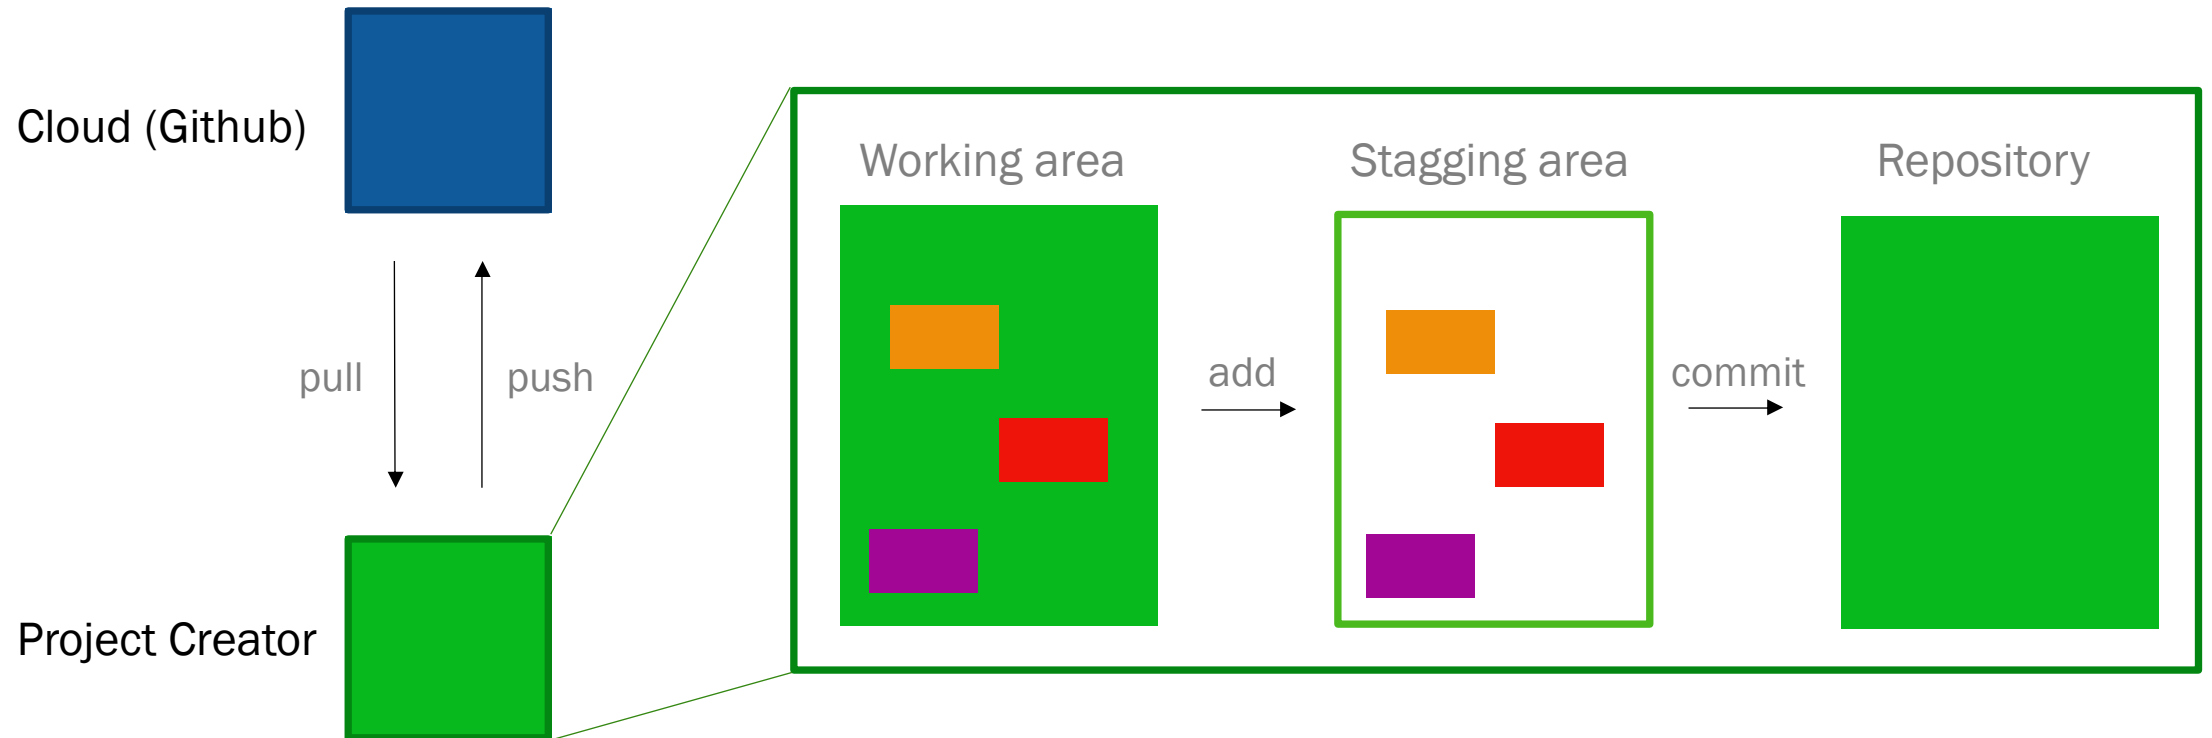 Cloud (Github)
pull
push
Project Creator
Working area
Stagging area
Repository
add
commit